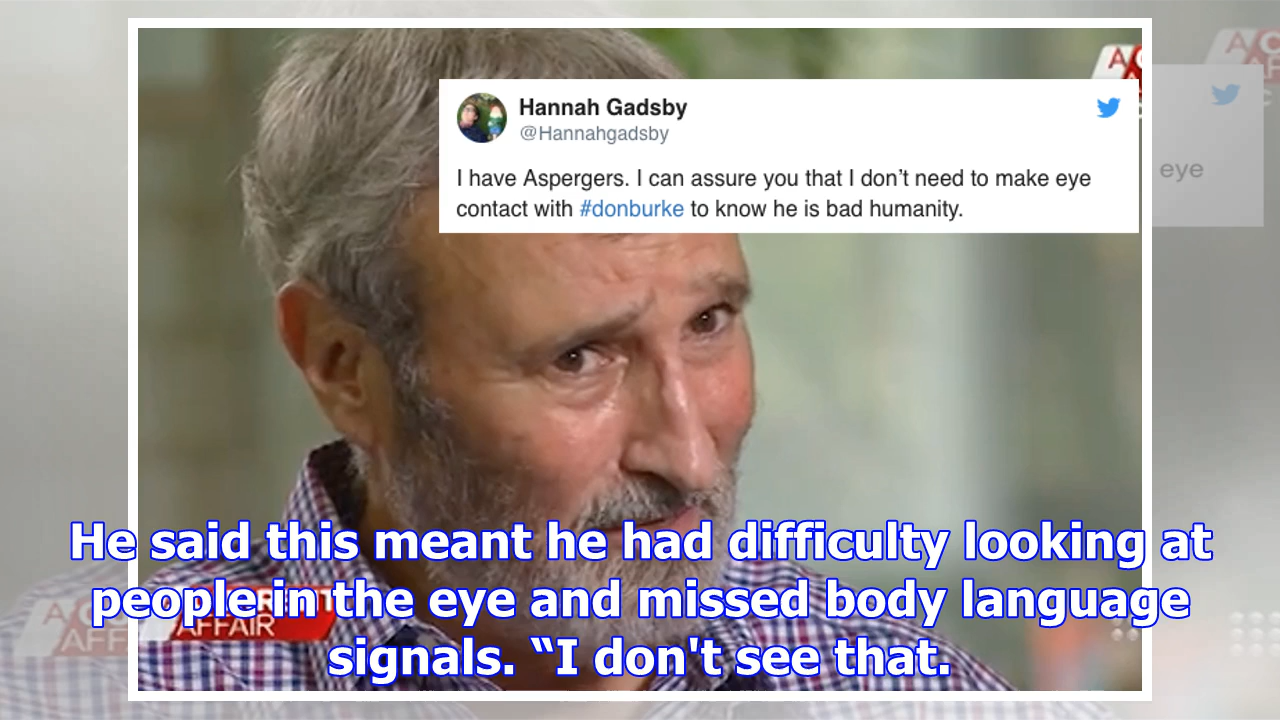 Hannah Gadsby
@Hannahgadsby
I have Aspergers. I can assure you that I don’t need to make eye
contact with #donburke to know he is bad humanity.
eye
He said this meant he had difficulty looking at
people in the eye and missed body language
signals. “I don't see that.
AFFAIR